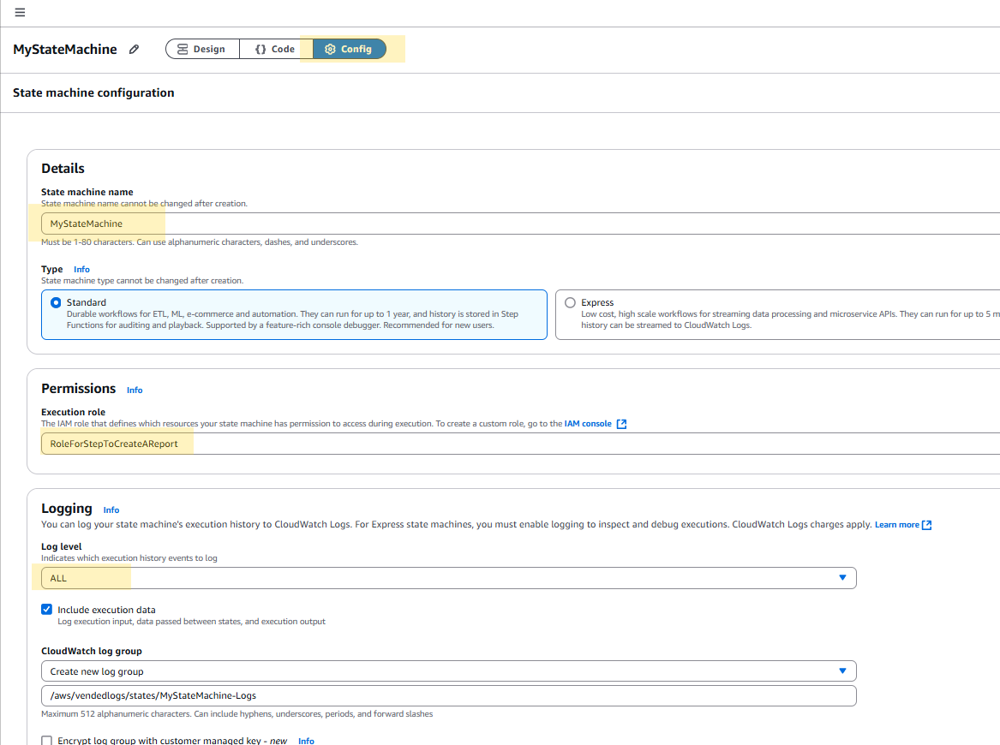 MyStateMachine
Design
{} Code
Config
State machine configuration
Details
State machine name
State machine name cannot be changed after creation.
MyStateMachine
Must be 1-80 characters. Can use alphanumeric characters, dashes, and underscores.
Type Info
State machine type cannot be changed after creation.
Standard
Durable workflows for ETL, ML, e-commerce and automation. They can run for up to 1 year, and history is stored in Step
Functions for auditing and playback. Supported by a feature-rich console debugger. Recommended for new users.
Express
Low cost, high scale workflows for streaming data processing and microservice APIs. They can run for up to 5 m
history can be streamed to CloudWatch Logs.
Permissions Info
Execution role
The IAM role that defines which resources your state machine has permission to access during execution. To create a custom role, go to the IAM console
RoleForStepToCreateAReport
Logging Info
You can log your state machine's execution history to CloudWatch Logs. For Express state machines, you must enable logging to inspect and debug executions. CloudWatch Logs charges apply. Learn more
Log level
Indicates which execution history events to log
ALL
Include execution data
Log execution input, data passed between states, and execution output
CloudWatch log group
Create new log group
/aws/vendedlogs/states/MyStateMachine-Logs
Maximum 512 alphanumeric characters. Can include hyphens, underscores, periods, and forward slashes
Encrypt log group with customer managed key - new Info